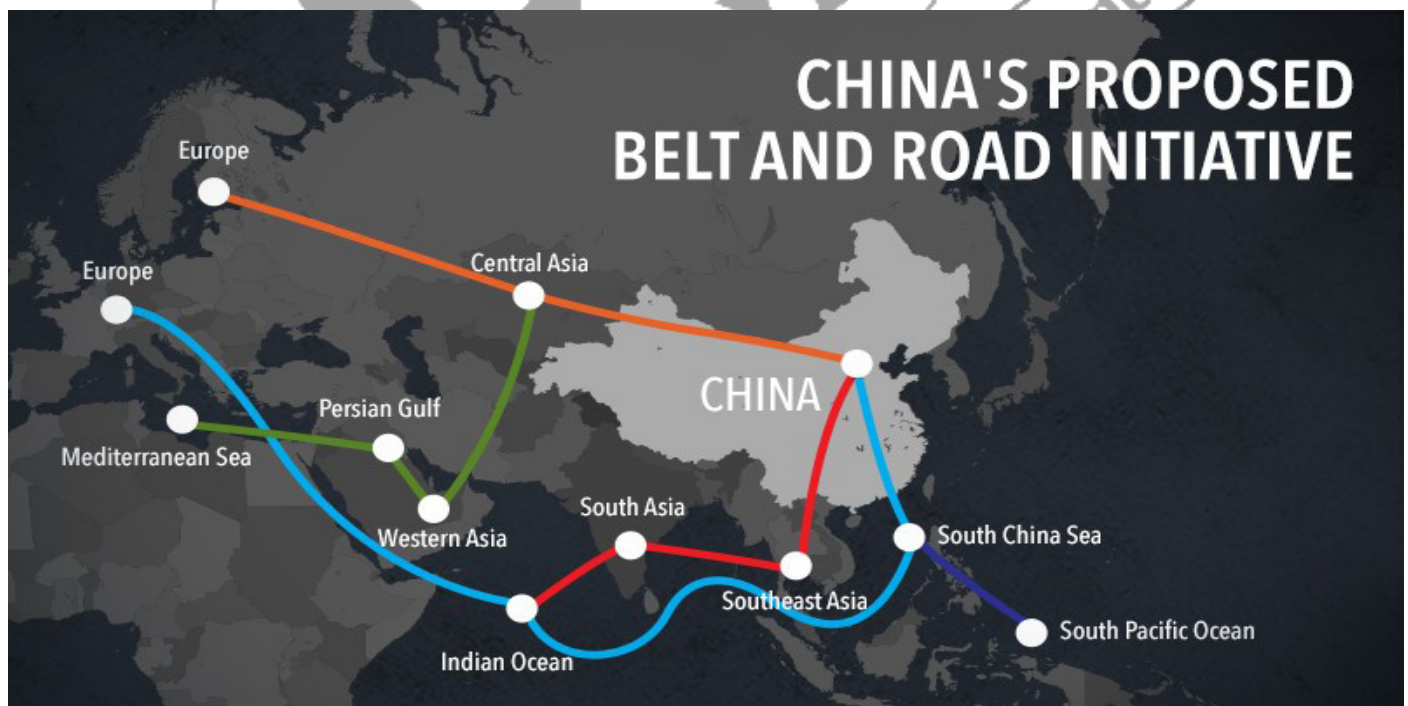 CHINA'S PROPOSED
BELT AND ROAD INITIATIVE
Europe
Europe
Central Asia
CHINA
Persian Gulf
Mediterranean Sea
Western Asia
South Asia
South China Sea
Southeast Asia
Indian Ocean
South Pacific Ocean